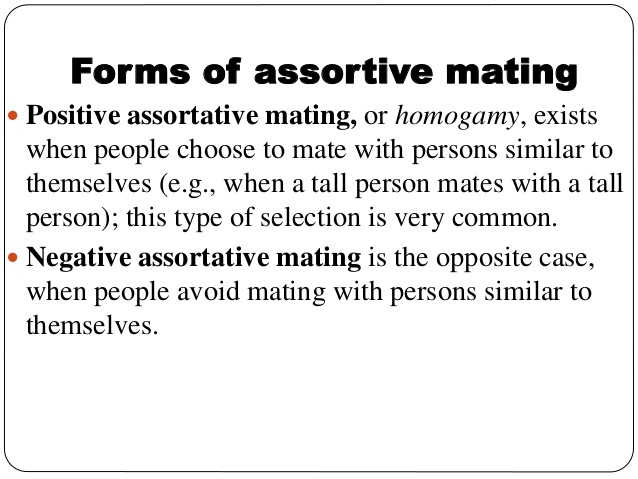 Forms of assortive mating
• Positive assortative mating, or homogamy, exists
when people choose to mate with persons similar to
themselves (e.g., when a tall person mates with a tall
person); this type of selection is very common.
• Negative assortative mating is the opposite case,
when people avoid mating with persons similar to
themselves.